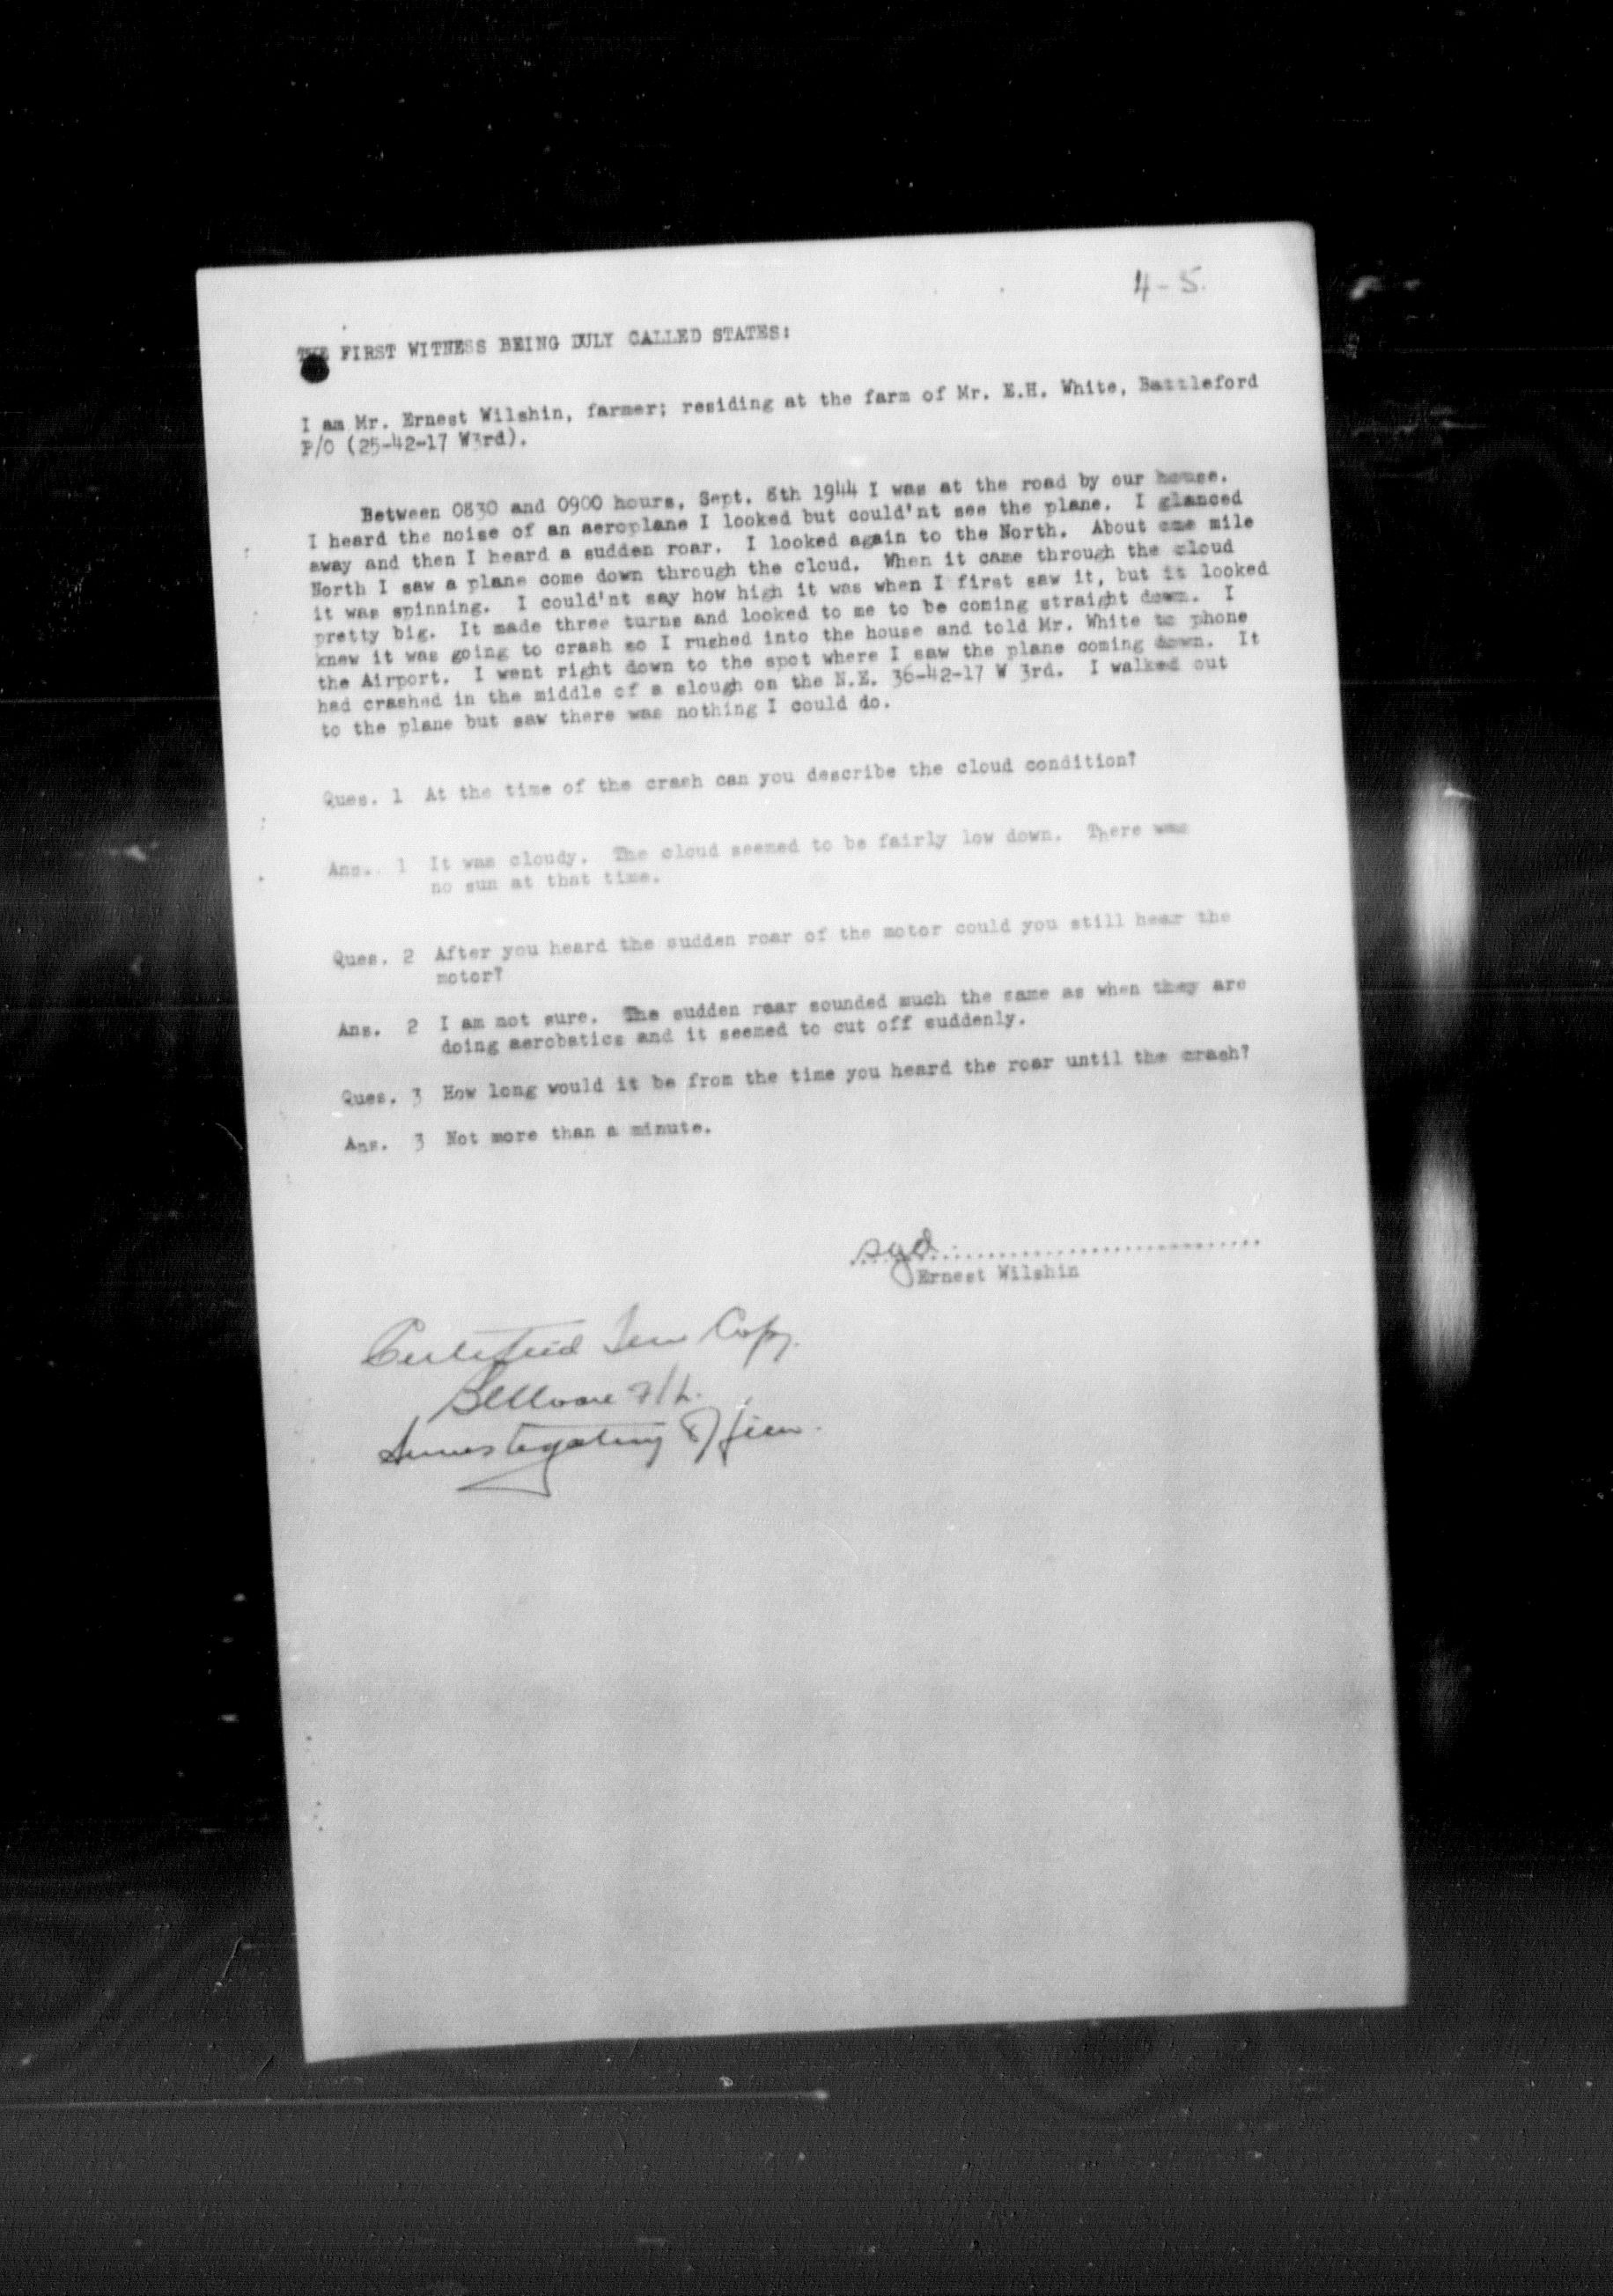 4-5.
THE FIRST WITNESS BEING DULY CALLED STATES:
I am Mr. Ernest Wilshin, farmer; residing at the farm of Mr. E.H. White, Battleford
P/O (25-42-17 W3rd).
Between 0830 and 0900 hours, Sept. 8th 1944 I was at the road by our house.
I heard the noise of an aeroplane I looked but could'nt see the plane. I glanced
away and then I heard a sudden roar. I looked again to the North. About one mile
North I saw a plane come down through the cloud. When it came through the cloud
it was spinning. I could'nt say how high it was when I first saw it, but it looked
pretty big. It made three turns and looked to me to be coming straight down. I
knew it was going to crash so I rughed into the house and told Mr. White to phone
the Airport. I went right down to the spot where I saw the plane coming down. It
had crashed in the middle of a slough on the N.E. 36-42-17 W 3rd. I walked out
to the plane but saw there was nothing I could do.
Ques. 1 At the time of the crash can you describe the cloud condition?
Ans. 1 It was cloudy. The cloud seemed to be fairly low down. There was
no sun at that time.
Ques. 2 After you heard the sudden roar of the motor could you still hear the
motor?
Ans. 2 I am not sure. The sudden roar sounded much the same as when they are
doing aerobatics and it seemed to cut off suddenly.
Ques. 3 How long would it be from the time you heard the roar until the crash?
Ans. 3 Not more than a minute.
sgd
Ernest Wilshin
Certified True Copy.
F/L.
Investigating Officer.